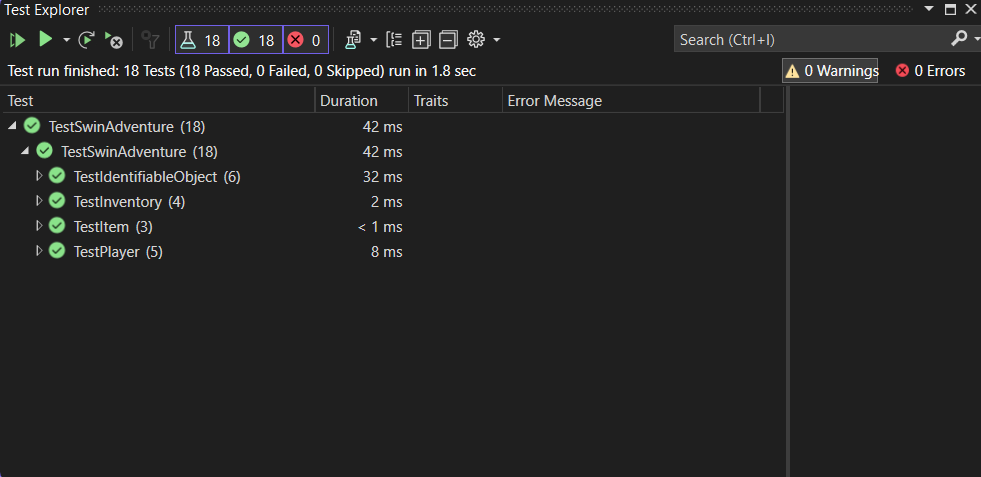 Test Explorer
18 18 0 Search (Ctrl+I)
Test run finished: 18 Tests (18 Passed, 0 Failed, 0 Skipped) run in 1.8 sec 0 Warnings 0 Errors
Test Duration Traits Error Message
TestSwinAdventure (18) 42 ms
TestSwinAdventure (18) 42 ms
TestIdentifiableObject (6) 32 ms
TestInventory (4) 2 ms
TestItem (3) < 1 ms
TestPlayer (5) 8 ms